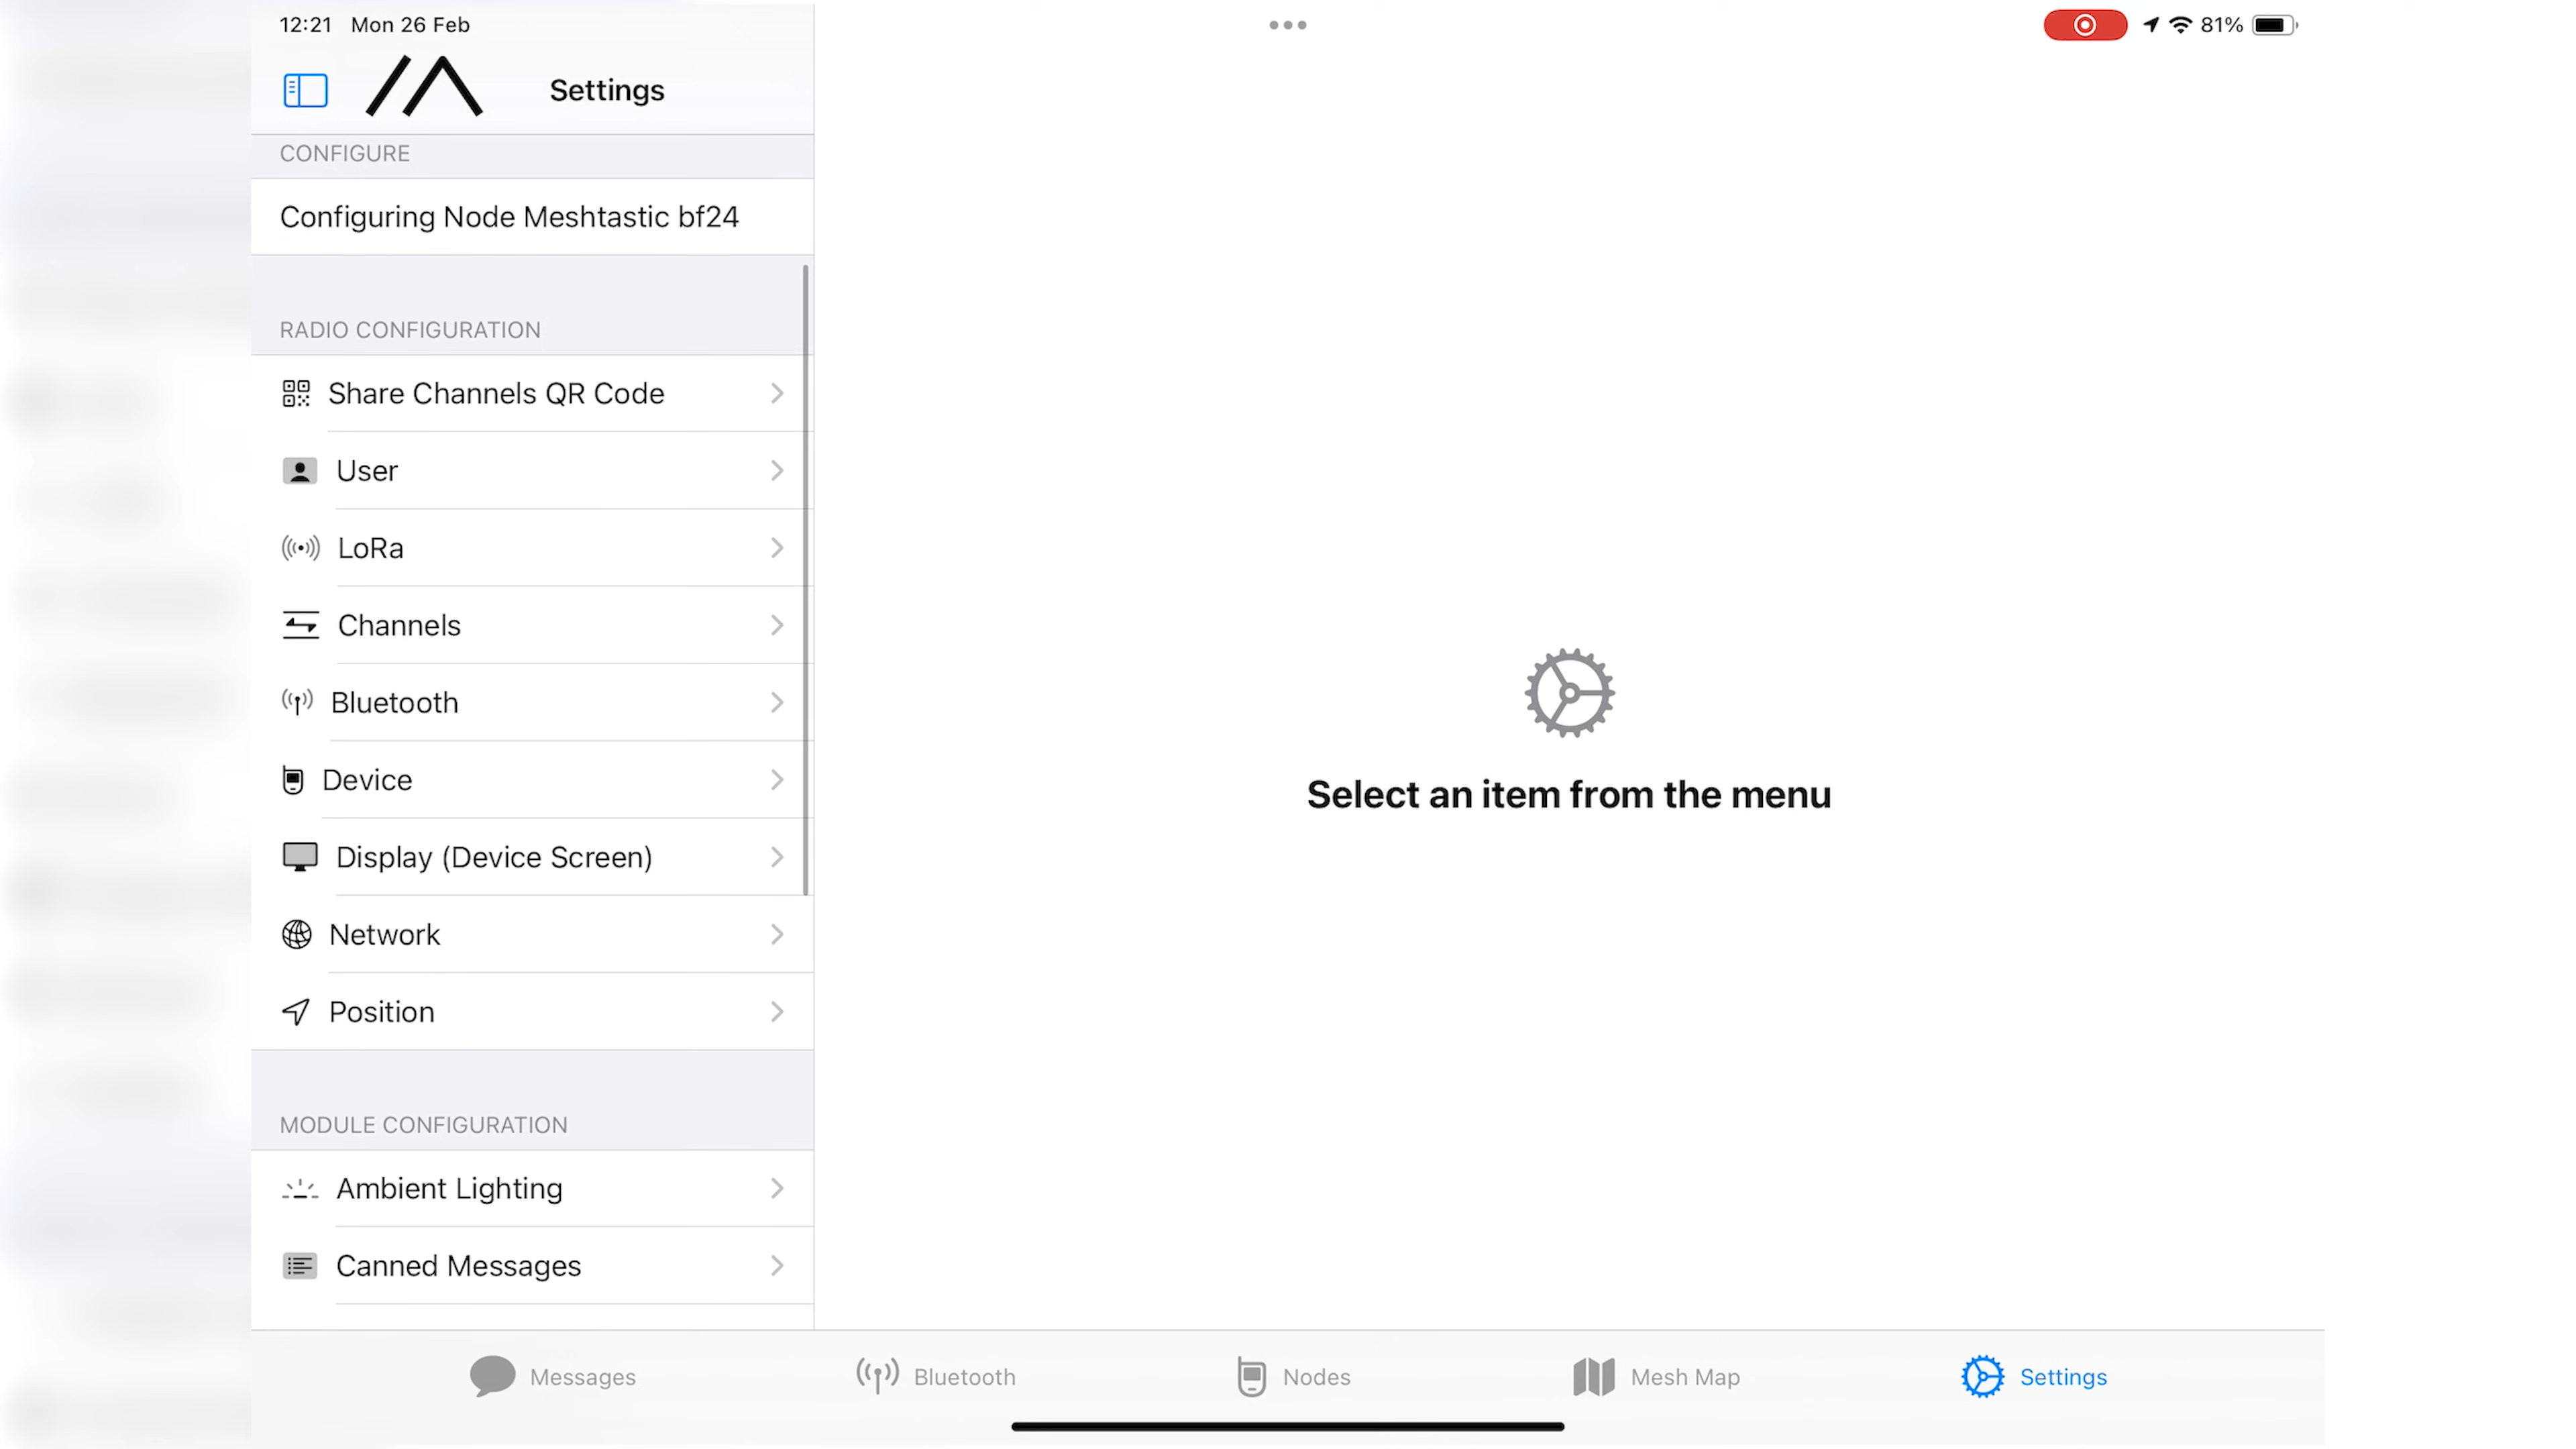 12:21 Mon 26 Feb
81%
Settings
CONFIGURE
Configuring Node Meshtastic bf24
RADIO CONFIGURATION
Share Channels QR Code
User
LoRa
Channels
Bluetooth
Device
Display (Device Screen)
Network
Position
MODULE CONFIGURATION
Ambient Lighting
Canned Messages
Select an item from the menu
Messages
Bluetooth
Nodes
Mesh Map
Settings